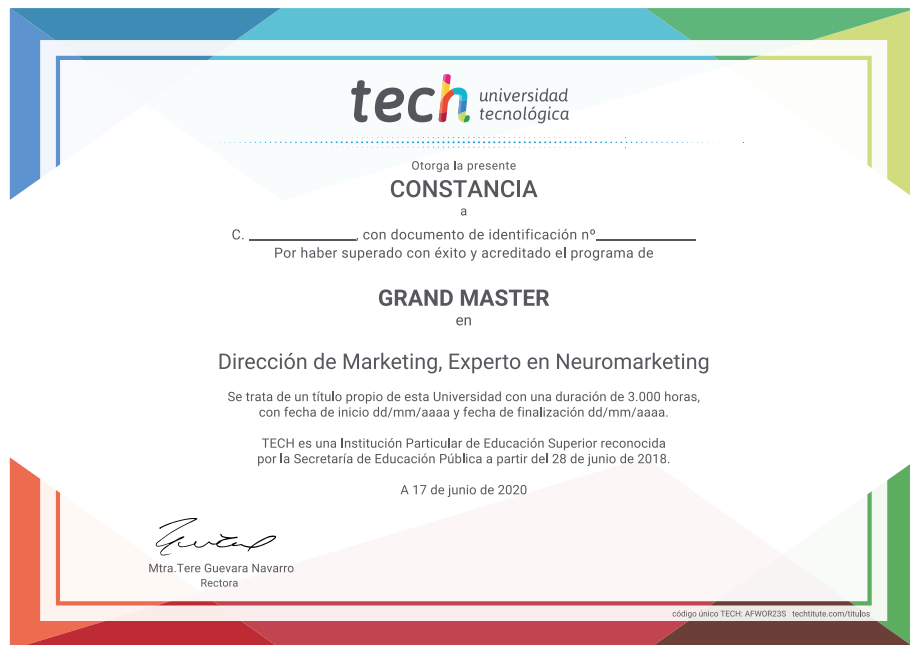 tech universidad
tecnológica
Otorga la presente
CONSTANCIA
a
C. ____________, con documento de identificación nº____________
Por haber superado con éxito y acreditado el programa de
GRAND MASTER
en
Dirección de Marketing, Experto en Neuromarketing
Se trata de un título propio de esta Universidad con una duración de 3.000 horas,
con fecha de inicio dd/mm/aaaa y fecha de finalización dd/mm/aaaa.
TECH es una Institución Particular de Educación Superior reconocida
por la Secretaría de Educación Pública a partir del 28 de junio de 2018.
A 17 de junio de 2020
Mtra.Tere Guevara Navarro
Rectora
código único TECH: AFWOR23S techtitute.com/titulos